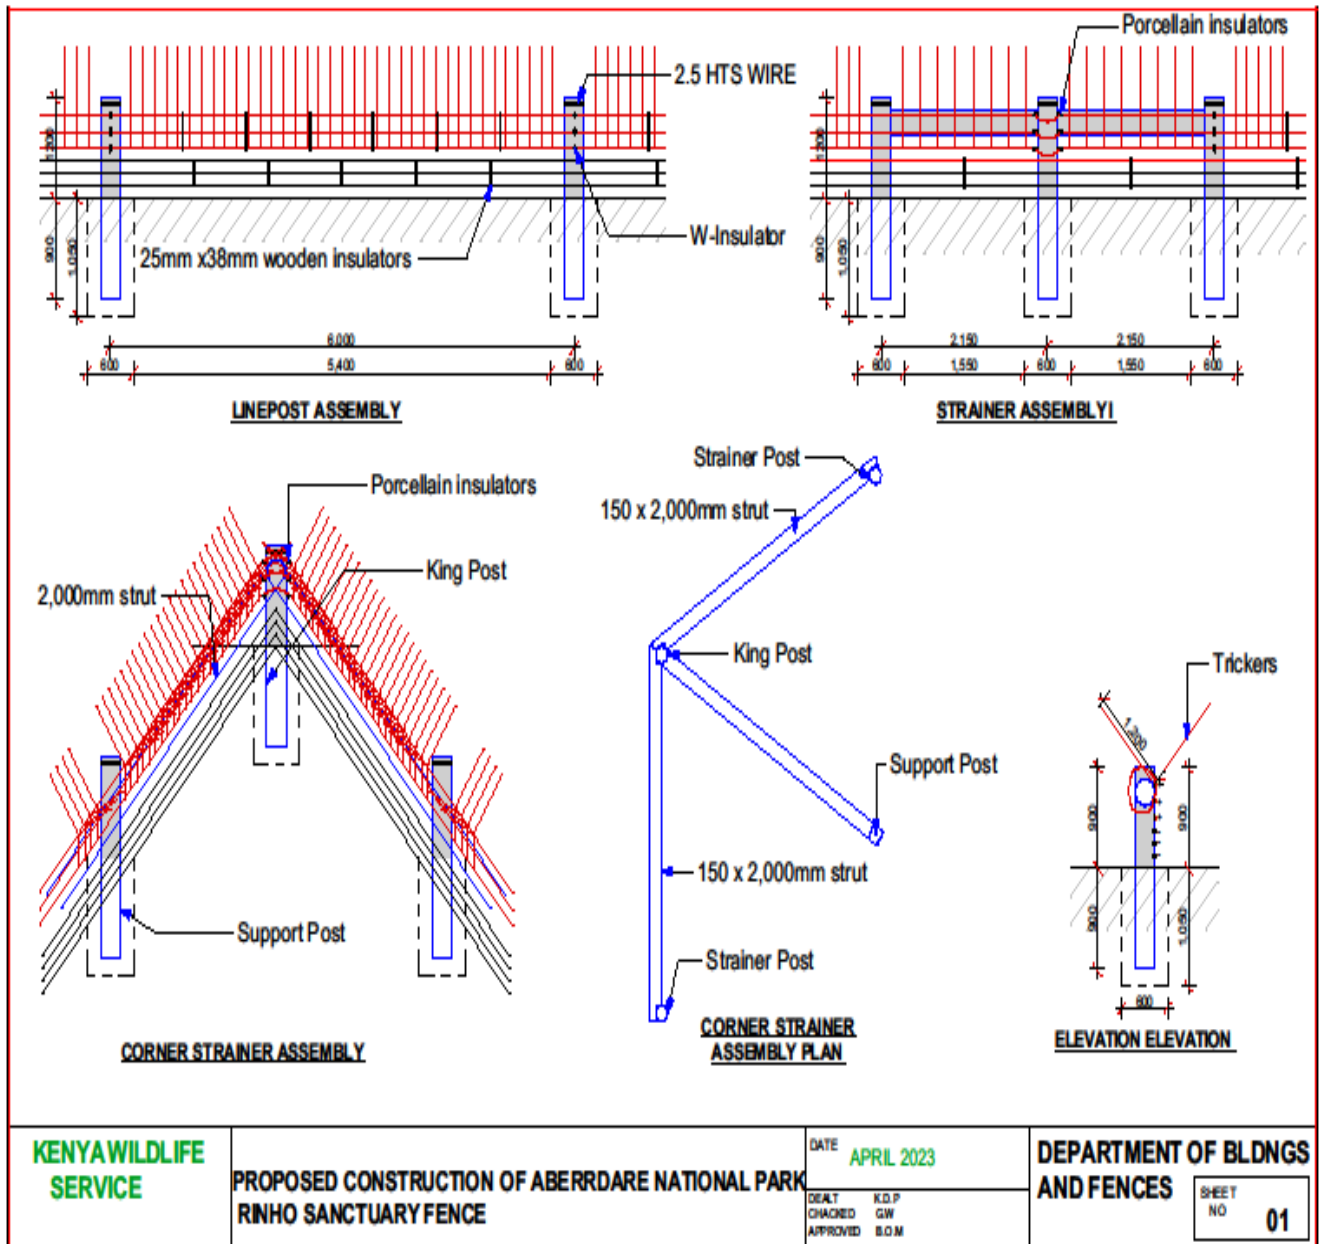 Porcellain insulators
2.5 HTS WIRE
1,200
1,200
W-Insulator
25mm x38mm wooden insulators
900
1,050
900
1,050
6,000
600
5,400
600
2,150
2,150
600
1,550
600
1,550
600
LINEPOST ASSEMBLY
STRAINER ASSEMBLY I
Porcellain insulators
King Post
2,000mm strut
Support Post
CORNER STRAINER ASSEMBLY
Strainer Post
150 x 2,000mm strut
King Post
Support Post
150 x 2,000mm strut
Strainer Post
CORNER STRAINER
ASSEMBLY PLAN
Trickers
1,200
900
900
900
1,050
600
ELEVATION ELEVATION
KENYA WILDLIFE
SERVICE
PROPOSED CONSTRUCTION OF ABERRDARE NATIONAL PARK
RINHO SANCTUARY FENCE
DATE
APRIL 2023
DEALT K.D.P
CHACKED GW
APPROVED B.O.M
DEPARTMENT OF BLDNGS
AND FENCES
SHEET
NO 01